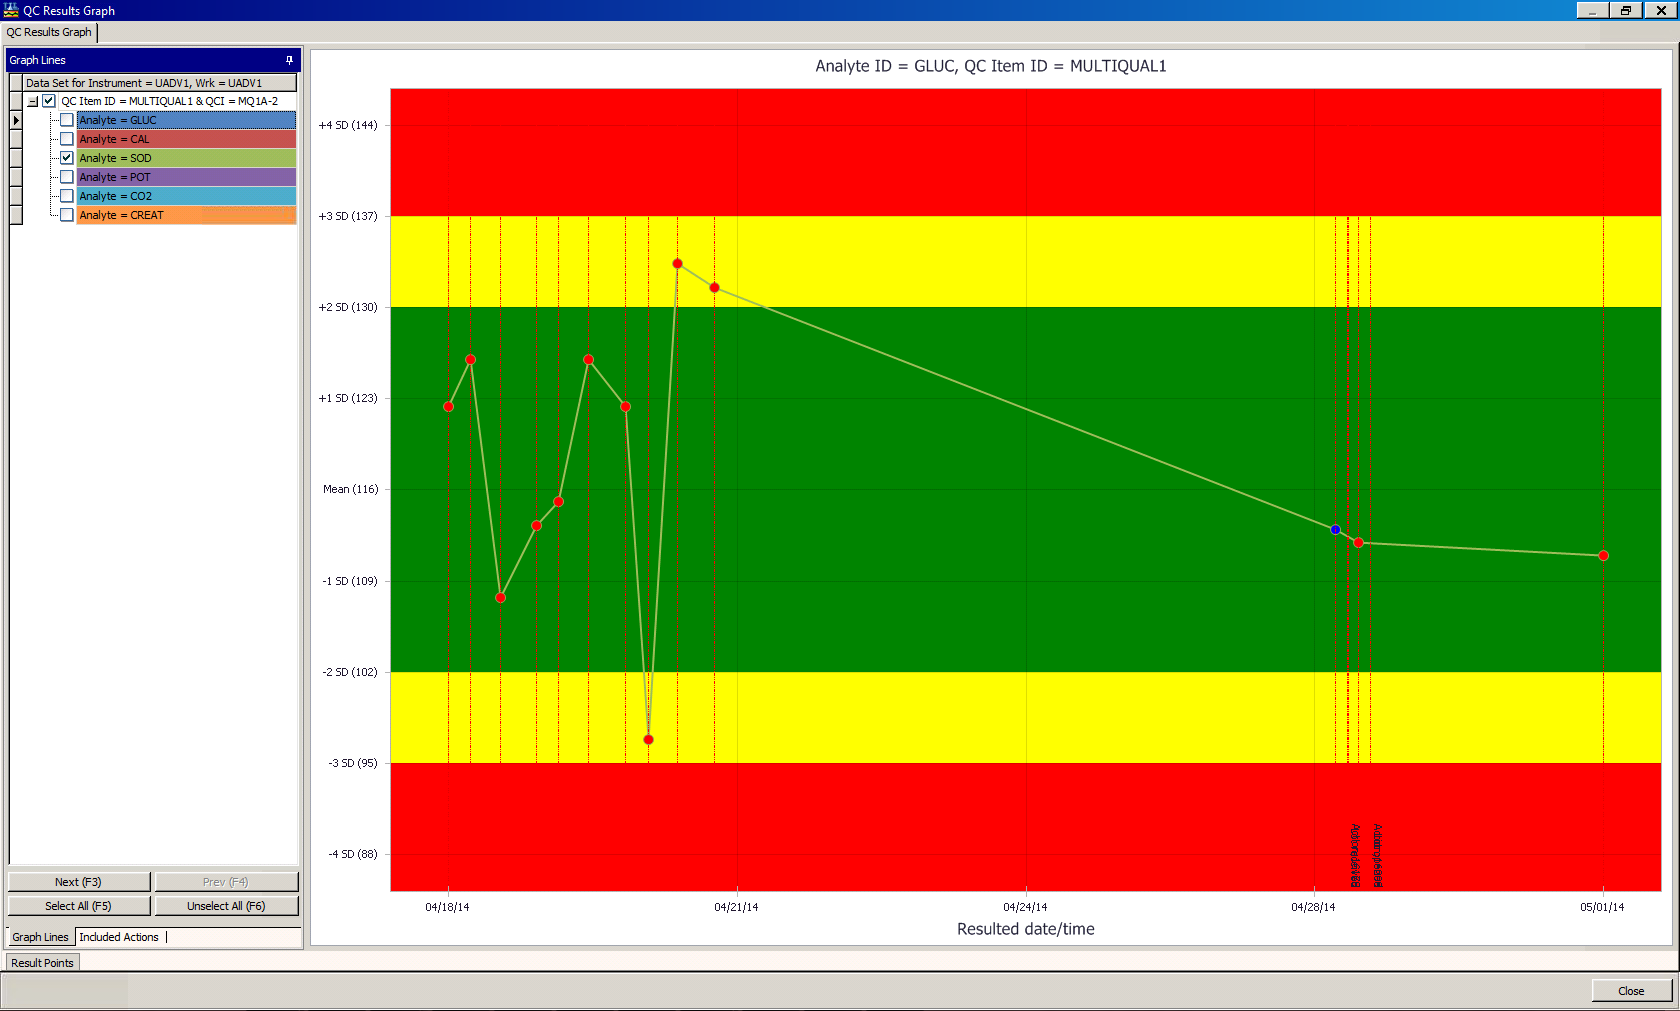 QC Results Graph
QC Results Graph
Graph Lines
Data Set for Instrument = UADV1, Wrk = UADV1
QC Item ID = MULTIQUAL1 & QCI = MQ1A-2
Analyte = GLUC
Analyte = CAL
Analyte = SOD
Analyte = POT
Analyte = CO2
Analyte = CREAT
Next (F3)
Prev (F4)
Select All (F5)
Unselect All (F6)
Graph Lines
Included Actions
Result Points
Analyte ID = GLUC, QC Item ID = MULTIQUAL1
+4 SD (144)
+3 SD (137)
+2 SD (130)
+1 SD (123)
Mean (116)
-1 SD (109)
-2 SD (102)
-3 SD (95)
-4 SD (88)
04/18/14
04/21/14
04/24/14
04/28/14
05/01/14
Resulted date/time
Close